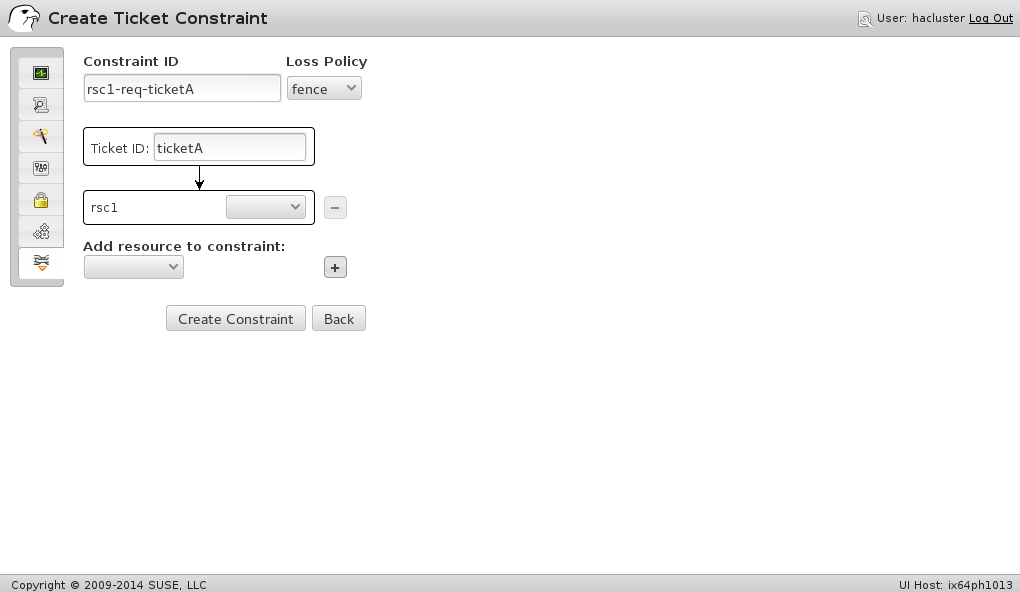 Create Ticket Constraint
User: hacluster Log Out
Constraint ID Loss Policy
rsc1-req-ticketA fence
Ticket ID: ticketA
rsc1 −
Add resource to constraint:
+
Create Constraint Back
Copyright © 2009-2014 SUSE, LLC UI Host: ix64ph1013